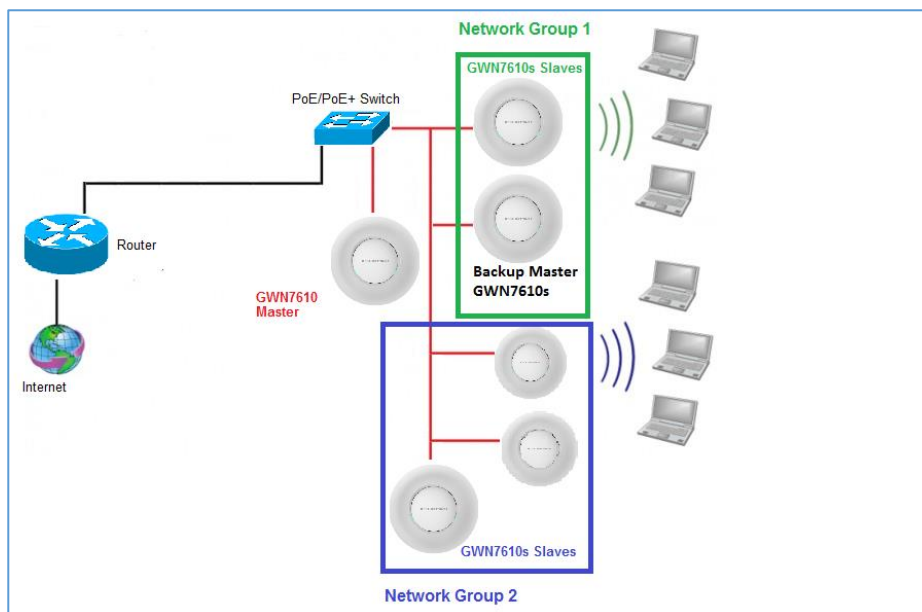 Network Group 1
GWN7610s Slaves
PoE/PoE+ Switch
Router
Backup Master
GWN7610s
GWN7610
Master
Internet
GWN7610s Slaves
Network Group 2